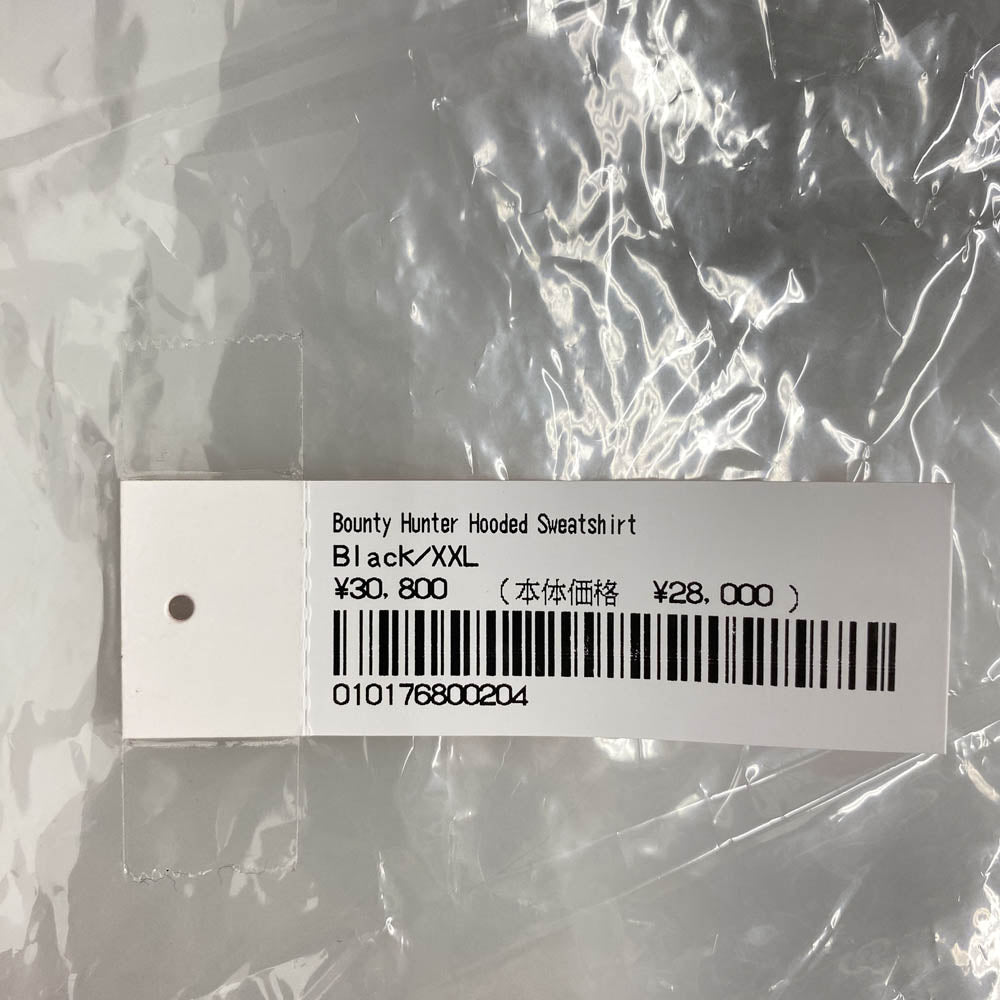 Bounty Hunter Hooded Sweatshirt
Black/XXL
¥30,800 (本体価格 ¥28,000 )
010176800204